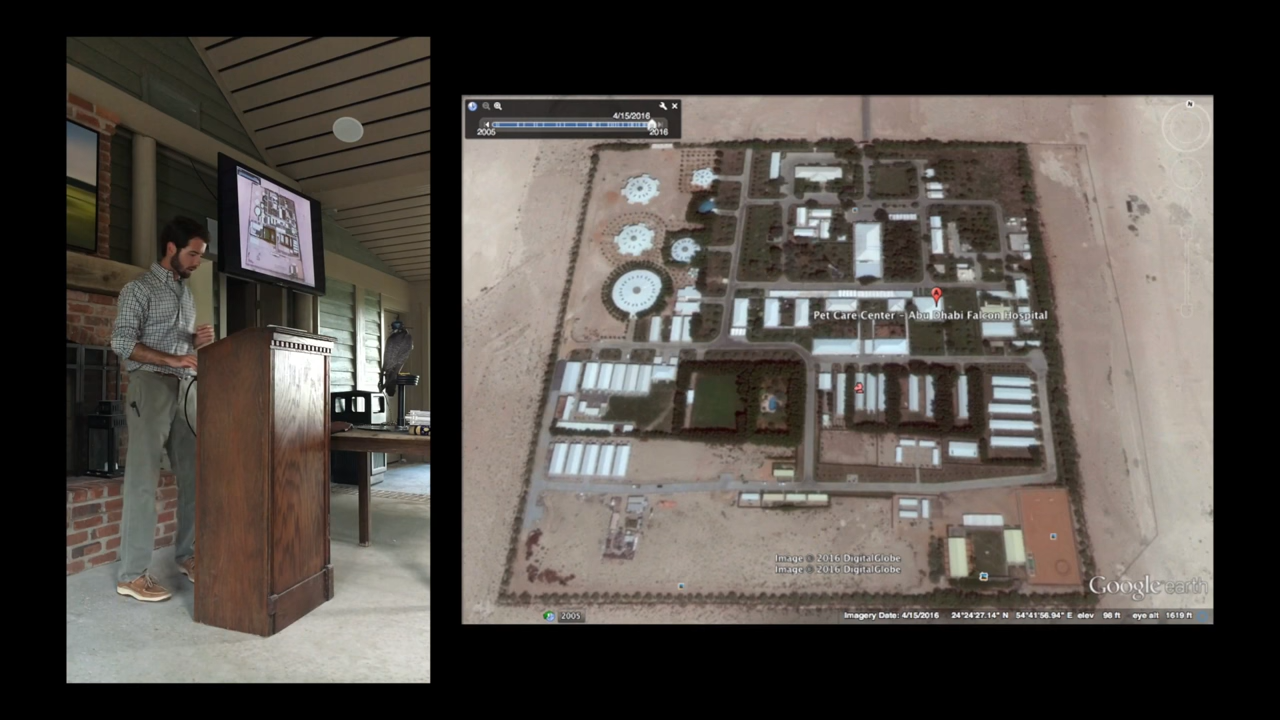 N
4/15/2016
2005
2016
A
Pet Care Center - Abu Dhabi Falcon Hospital
Image © 2016 DigitalGlobe
Image © 2016 DigitalGlobe
Google earth
2005
Imagery Date: 4/15/2016 24°24'27.14" N 54°41'56.94" E elev 98 ft eye alt 1619 ft